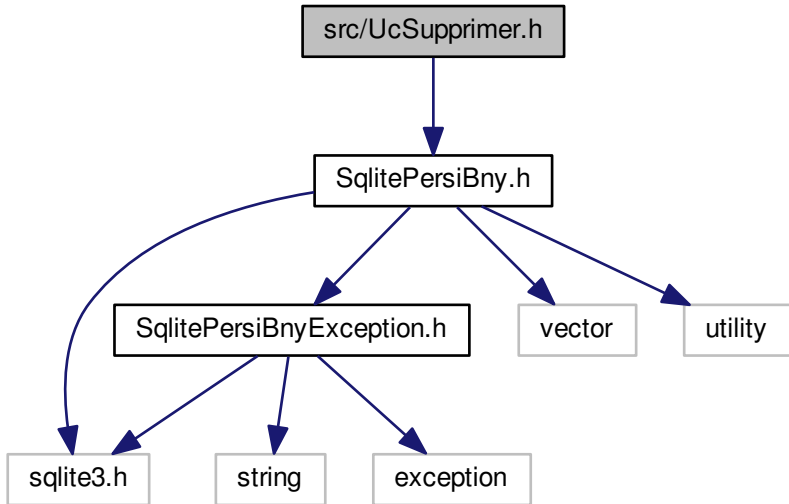 src/UcSupprimer.h
SqlitePersiBny.h
SqlitePersiBnyException.h
vector
utility
sqlite3.h
string
exception